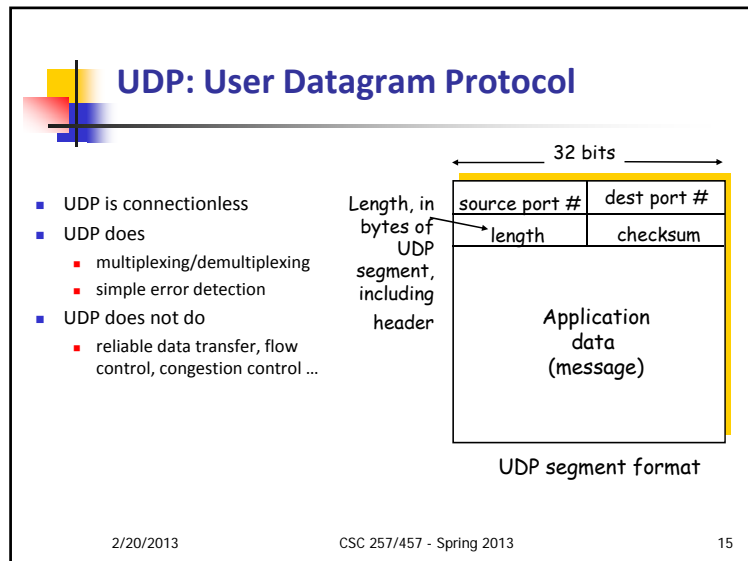 UDP: User Datagram Protocol
UDP is connectionless
UDP does
multiplexing/demultiplexing
simple error detection
UDP does not do
reliable data transfer, flow
control, congestion control ...
Length, in
bytes of
UDP
segment,
including
header
32 bits
source port #
dest port #
length
checksum
Application
data
(message)
UDP segment format
2/20/2013
CSC 257/457 - Spring 2013
15